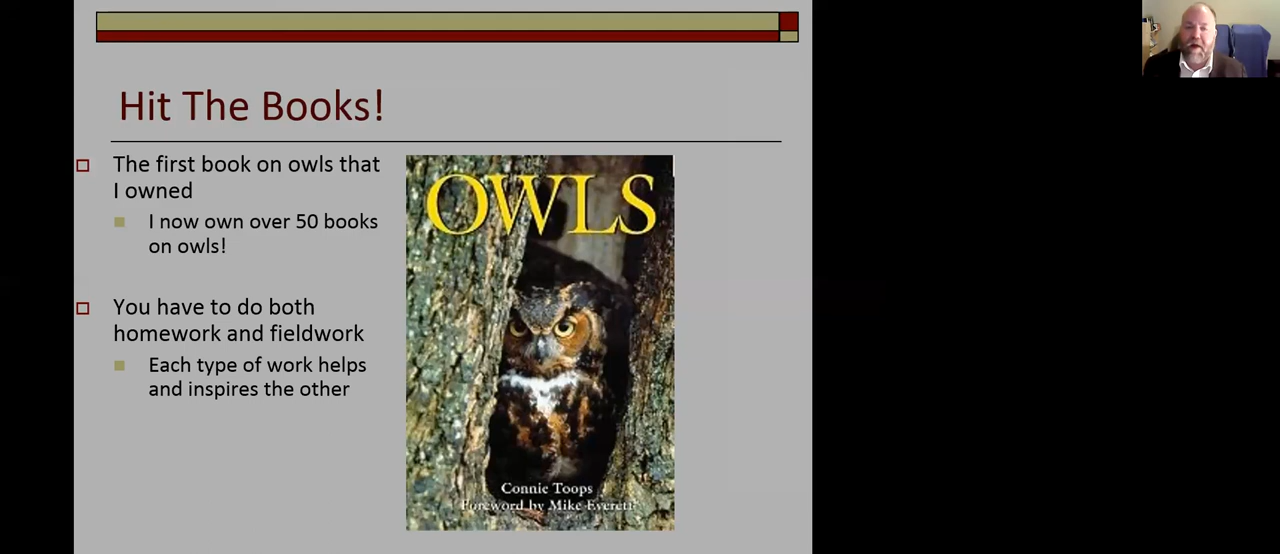 Hit The Books!
The first book on owls that
I owned
I now own over 50 books
on owls!
You have to do both
homework and fieldwork
Each type of work helps
and inspires the other
OWLS
Connie Toops
Foreword by Mike Everett